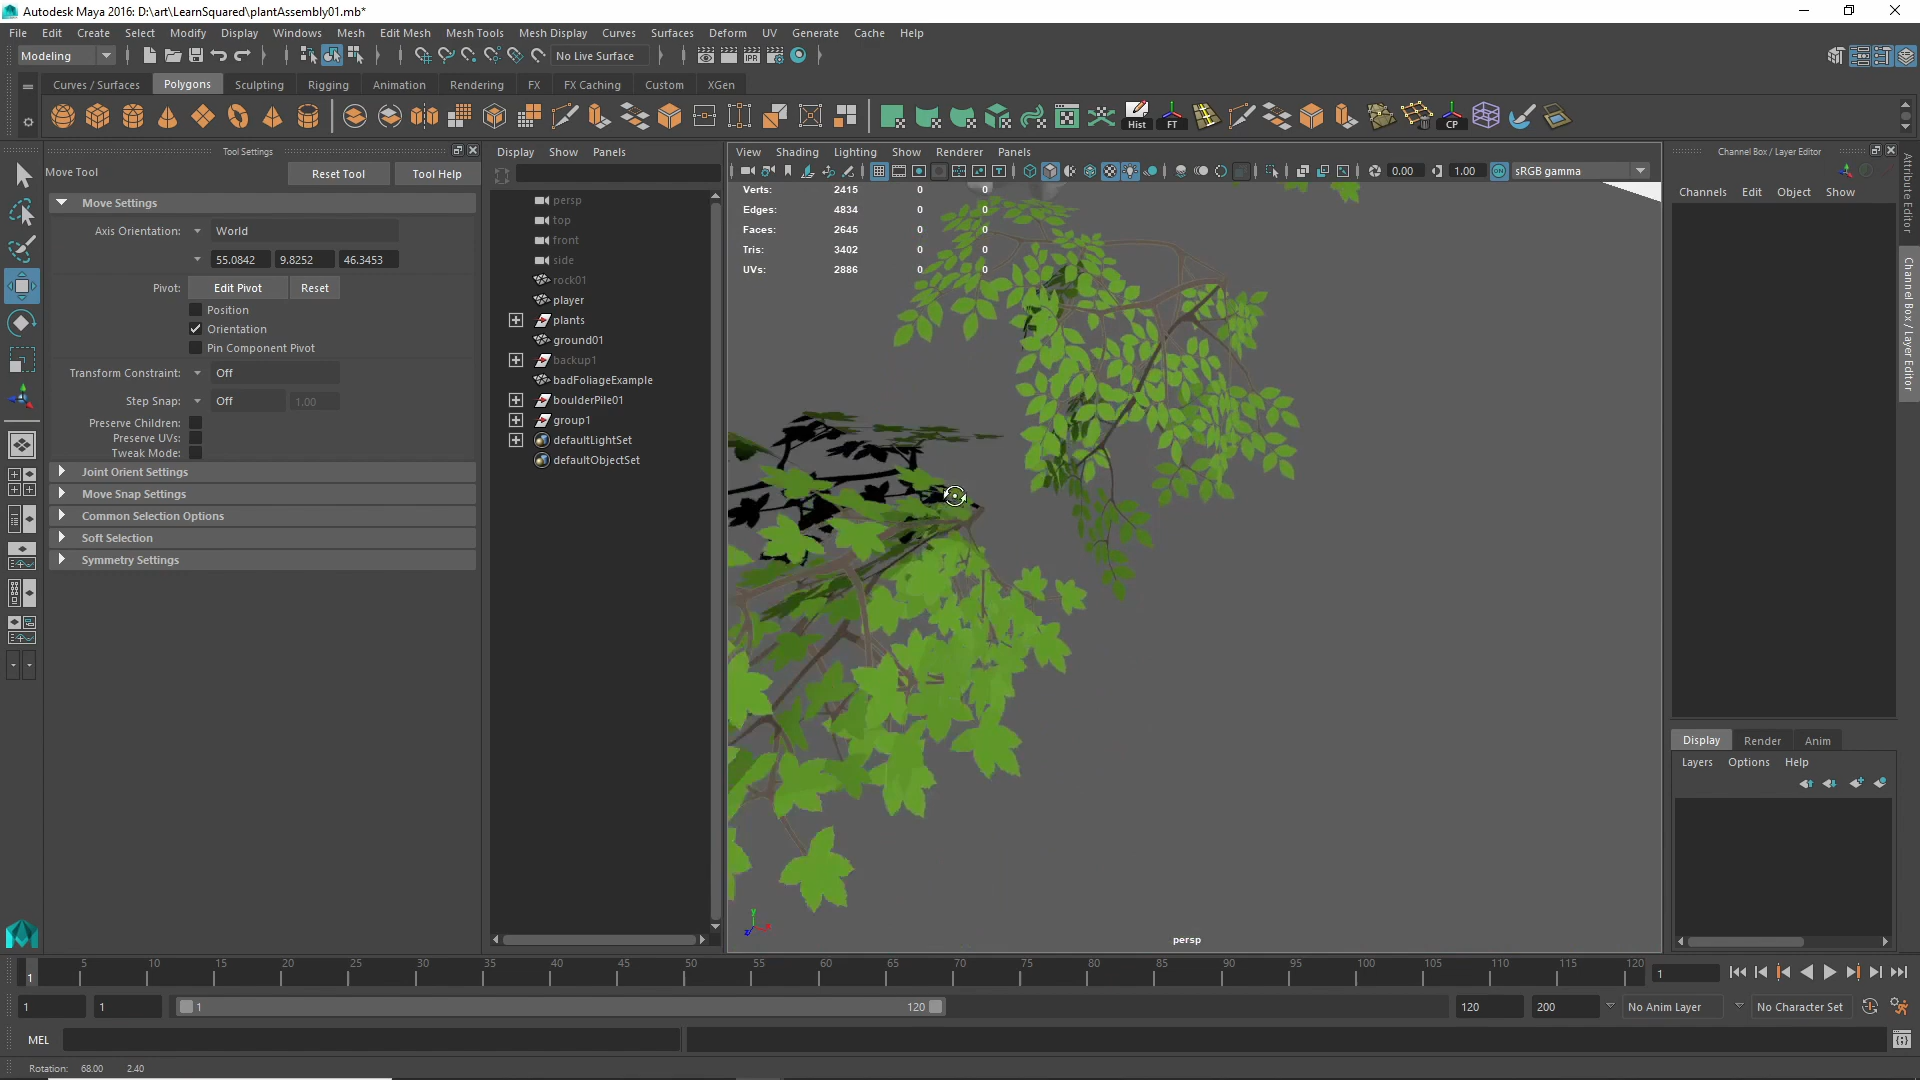 Autodesk Maya 2016: D:\art\LearnSquared\plantAssembly01.mb*
File Edit Create Select Modify Display Windows Mesh Edit Mesh Mesh Tools Mesh Display Curves Surfaces Deform UV Generate Cache Help
Modeling No Live Surface
Curves / Surfaces Polygons Sculpting Rigging Animation Rendering FX FX Caching Custom XGen
Hist FT CP
Tool Settings
Move Tool Reset Tool Tool Help
Move Settings
Axis Orientation: World
55.0842 9.8252 46.3453
Pivot: Edit Pivot Reset
Position
Orientation
Pin Component Pivot
Transform Constraint: Off
Step Snap: Off 1.00
Preserve Children:
Preserve UVs:
Tweak Mode:
Joint Orient Settings
Move Snap Settings
Common Selection Options
Soft Selection
Symmetry Settings
Display Show Panels
persp
top
front
side
rock01
player
plants
ground01
backup1
badFoliageExample
boulderPile01
group1
defaultLightSet
defaultObjectSet
View Shading Lighting Show Renderer Panels
0.00 1.00 ON sRGB gamma
Verts: 2415 0 0
Edges: 4834 0 0
Faces: 2645 0 0
Tris: 3402 0 0
UVs: 2886 0 0
y
z
persp
Channel Box / Layer Editor
Channels Edit Object Show
Attribute Editor
Channel Box / Layer Editor
Display Render Anim
Layers Options Help
1 5 10 15 20 25 30 35 40 45 50 55 60 65 70 75 80 85 90 95 100 105 110 115 120 1
1 1 1 120 120 200 No Anim Layer No Character Set
MEL
Rotation: 68.00 2.40